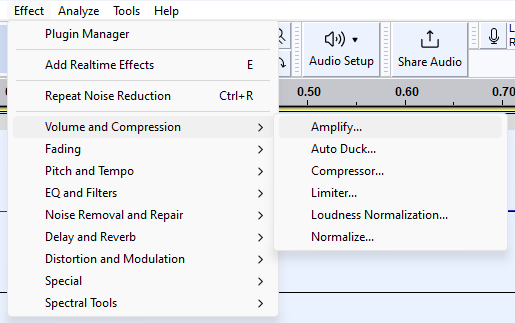 Effect Analyze Tools Help
Plugin Manager
Add Realtime Effects E
Repeat Noise Reduction Ctrl+R
Volume and Compression
Fading
Pitch and Tempo
EQ and Filters
Noise Removal and Repair
Delay and Reverb
Distortion and Modulation
Special
Spectral Tools
Amplify...
Auto Duck...
Compressor...
Limiter...
Loudness Normalization...
Normalize...
Audio Setup
Share Audio
L
R
0.50 0.60 0.70